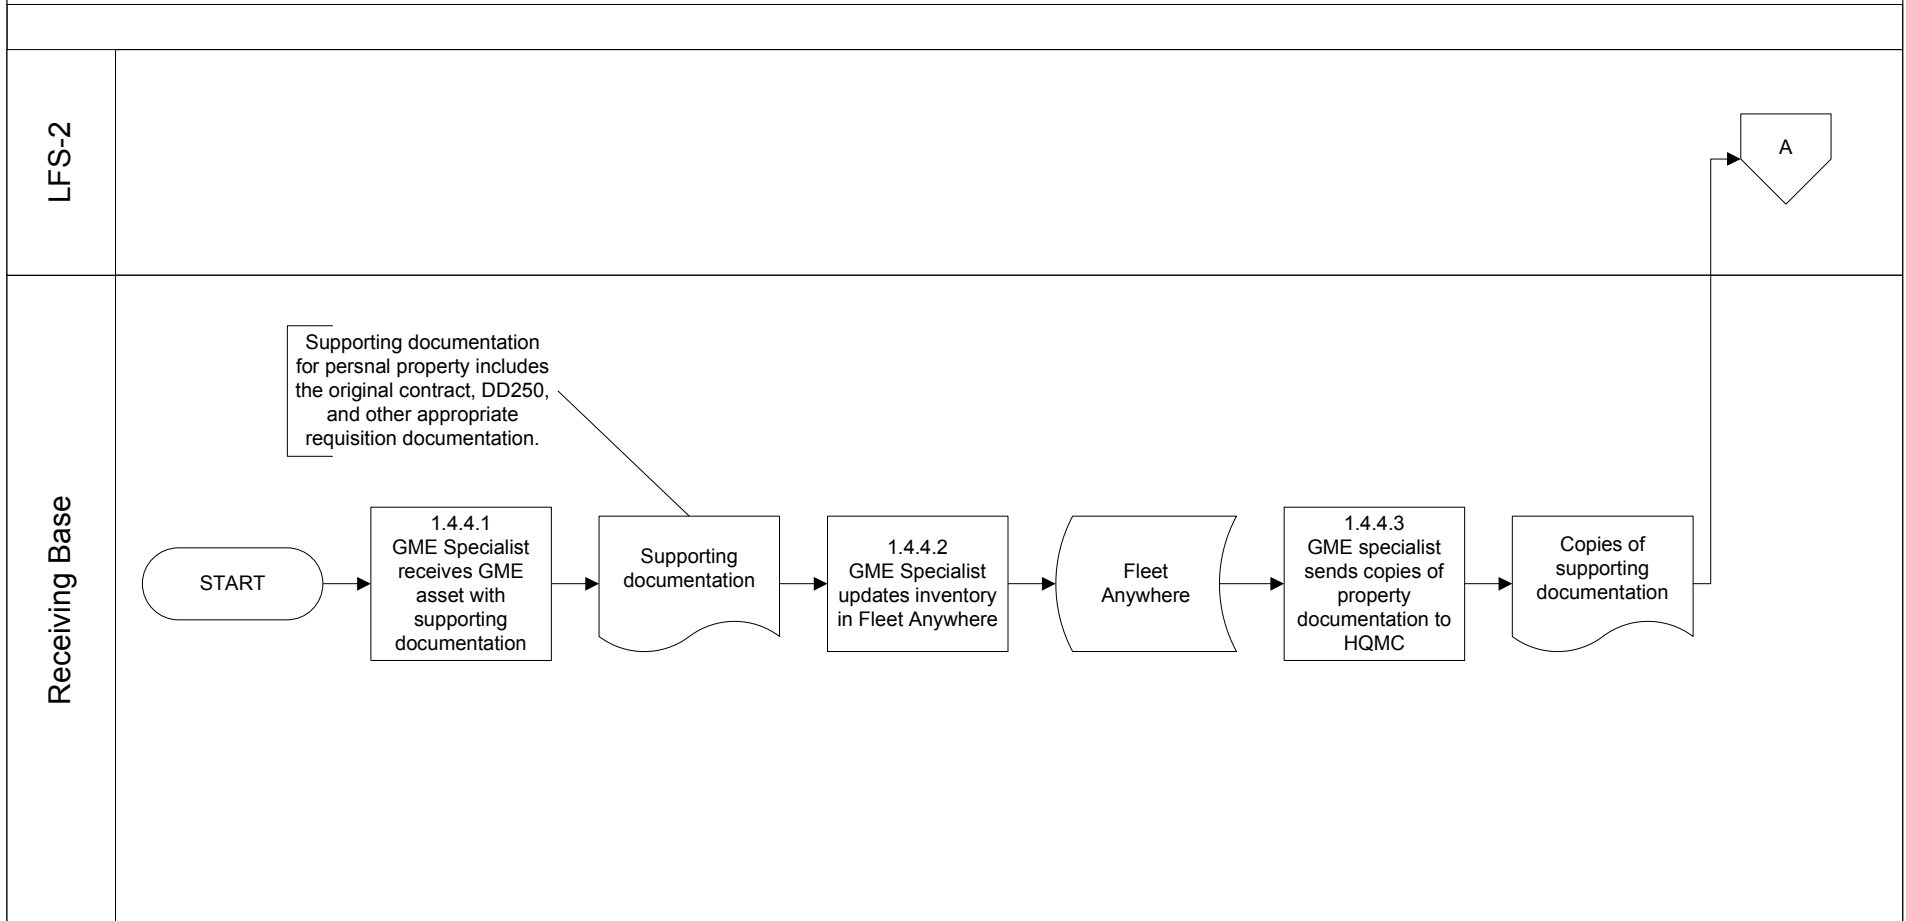 LFS-2
A
Receiving Base
Supporting documentation
for persnal property includes
the original contract, DD250,
and other appropriate
requisition documentation.
START
1.4.4.1
GME Specialist
receives GME
asset with
supporting
documentation
Supporting
documentation
1.4.4.2
GME Specialist
updates inventory
in Fleet Anywhere
Fleet
Anywhere
1.4.4.3
GME specialist
sends copies of
property
documentation to
HQMC
Copies of
supporting
documentation